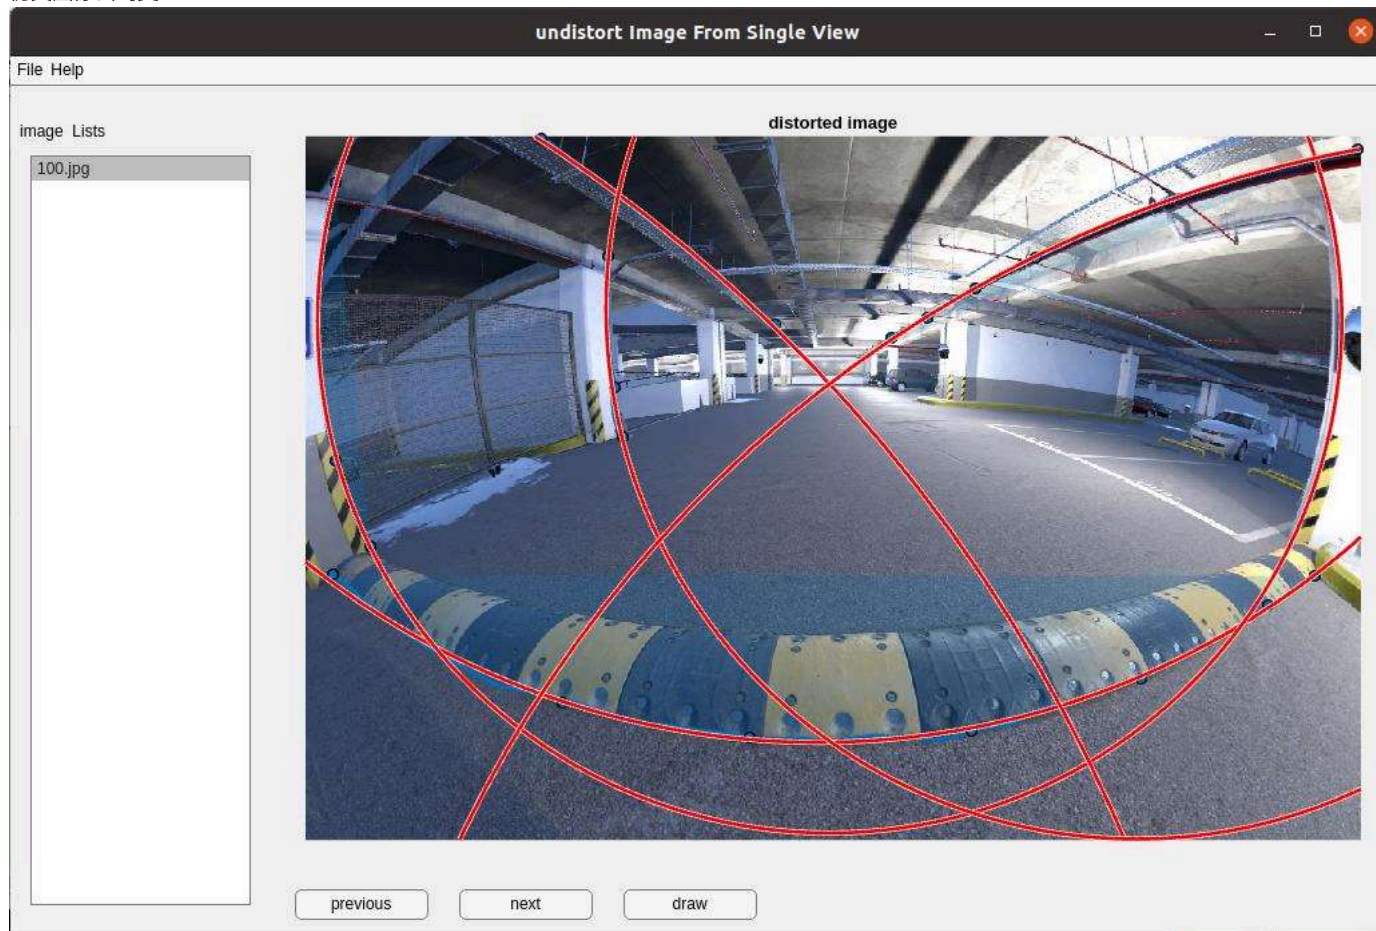 undistort Image From Single View
File Help
image Lists
distorted image
100.jpg
previous
next
draw